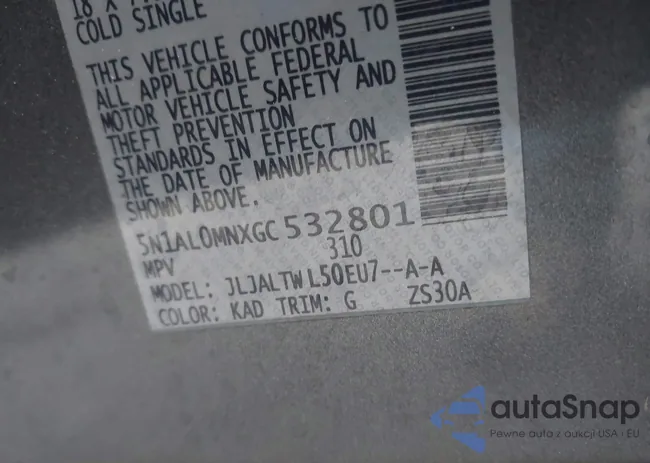 COLD SINGLE
THIS VEHICLE CONFORMS TO
ALL APPLICABLE FEDERAL
MOTOR VEHICLE SAFETY AND
THEFT PREVENTION
STANDARDS IN EFFECT ON
THE DATE OF MANUFACTURE
SHOWN ABOVE.
5N1AL0MNXGC532801
MPV 310
MODEL: JLJALTWL50EU7--A-A
COLOR: KAD TRIM: G ZS30A
autaSnap
Pewne auta z aukcji USA i EU